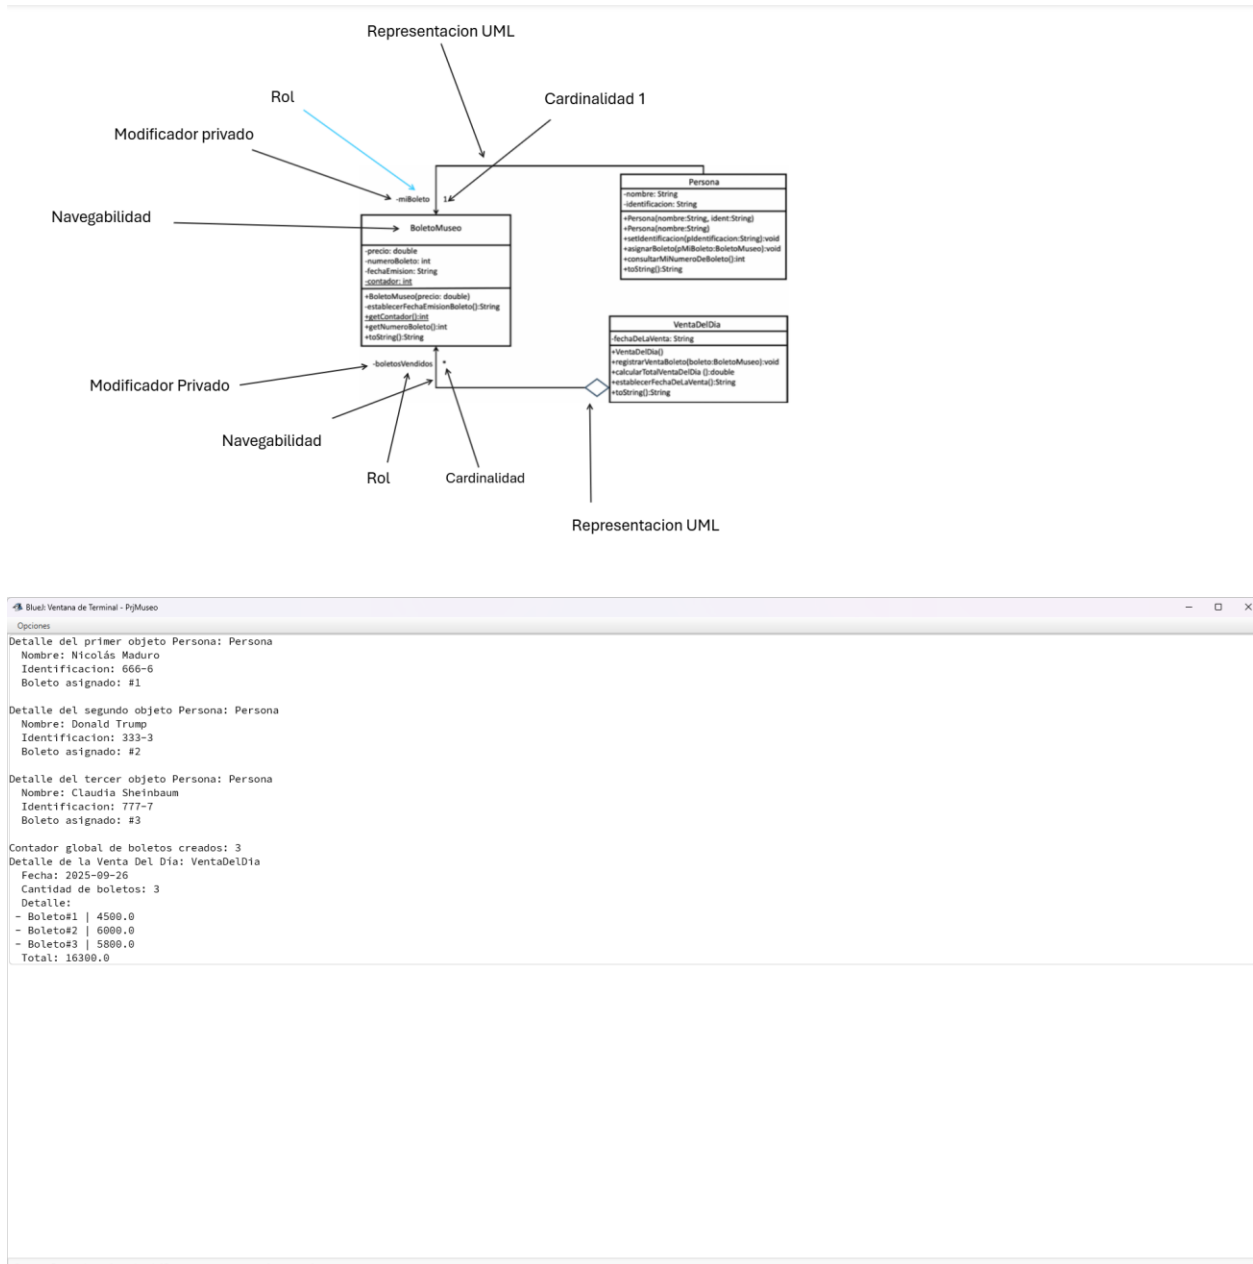 Representacion UML
Rol
Cardinalidad 1
Modificador privado
-miBoleto
1
Navegabilidad
BoletoMuseo
-precio: double
-numeroBoleto: int
-fechaEmision: String
-contador: int
+BoletoMuseo(precio: double)
-establecerFechaEmisionBoleto():String
+getContador():int
+getNumeroBoleto():int
+toString():String
Persona
-nombre: String
-identificacion: String
+Persona(nombre:String, ident:String)
+Persona(nombre:String)
+setIdentificacion(pIdentificacion:String):void
+asignarBoleto(pMiBoleto:BoletoMuseo):void
+consultarMiNumeroDeBoleto():int
+toString():String
VentaDelDia
-fechaDeLaVenta: String
+VentaDelDia()
+registrarVentaBoleto(boleto:BoletoMuseo):void
+calcularTotalVentaDelDia ():double
+establecerFechaDeLaVenta():String
+toString():String
-boletosVendidos
*
Modificador Privado
Navegabilidad
Rol
Cardinalidad
Representacion UML
BlueJ: Ventana de Terminal - PrjMuseo
Opciones
Detalle del primer objeto Persona: Persona
Nombre: Nicolás Maduro
Identificacion: 666-6
Boleto asignado: #1
Detalle del segundo objeto Persona: Persona
Nombre: Donald Trump
Identificacion: 333-3
Boleto asignado: #2
Detalle del tercer objeto Persona: Persona
Nombre: Claudia Sheinbaum
Identificacion: 777-7
Boleto asignado: #3
Contador global de boletos creados: 3
Detalle de la Venta Del Día: VentaDelDia
Fecha: 2025-09-26
Cantidad de boletos: 3
Detalle:
- Boleto#1 | 4500.0
- Boleto#2 | 6000.0
- Boleto#3 | 5800.0
Total: 16300.0